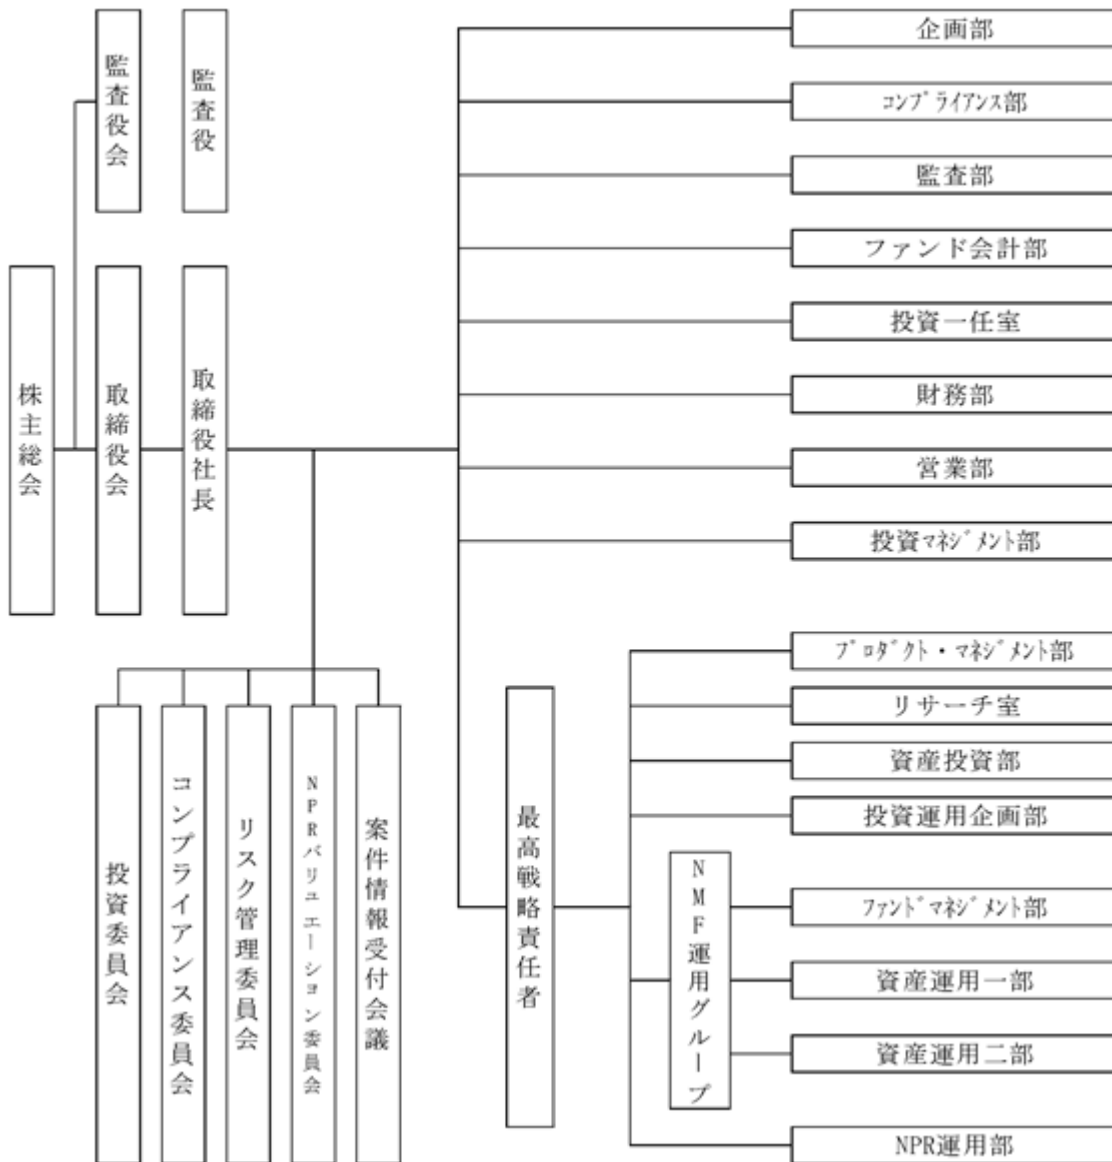 監査役会
監査役
株主総会
取締役会
取締役社長
企画部
コンプライアンス部
監査部
ファンド会計部
投資一任室
財務部
営業部
投資マネジメント部
投資委員会
コンプライアンス委員会
リスク管理委員会
NPRバリュエーション委員会
案件情報受付会議
最高戦略責任者
プロダクト・マネジメント部
リサーチ室
資産投資部
投資運用企画部
NMF運用グループ
ファンドマネジメント部
資産運用一部
資産運用二部
NPR運用部